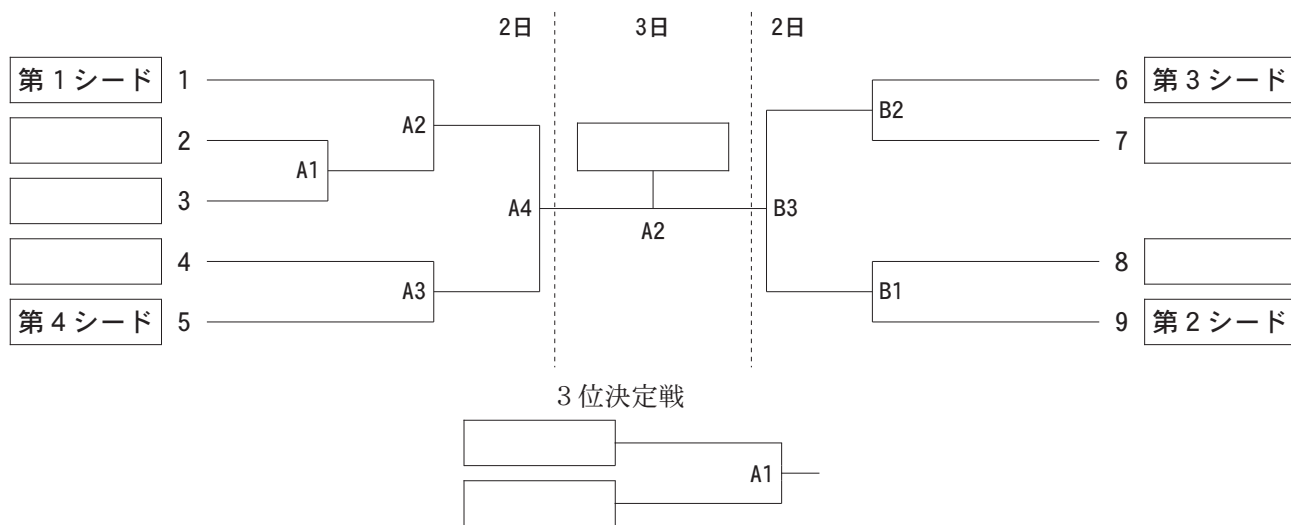 2日 3日 2日
第1シード 1
2
3
4
第4シード 5
A1
A2
A3
A4
A2
B3
B2
B1
6 第3シード
7
8
9 第2シード
3位決定戦
A1